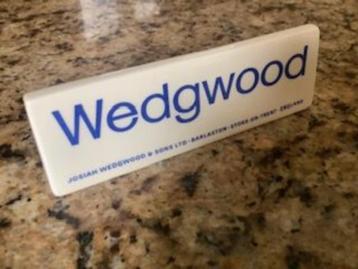 Wedgwood
JOSIAH WEDGWOOD & SONS LTD · BARLASTON · STOKE-ON-TRENT · ENGLAND